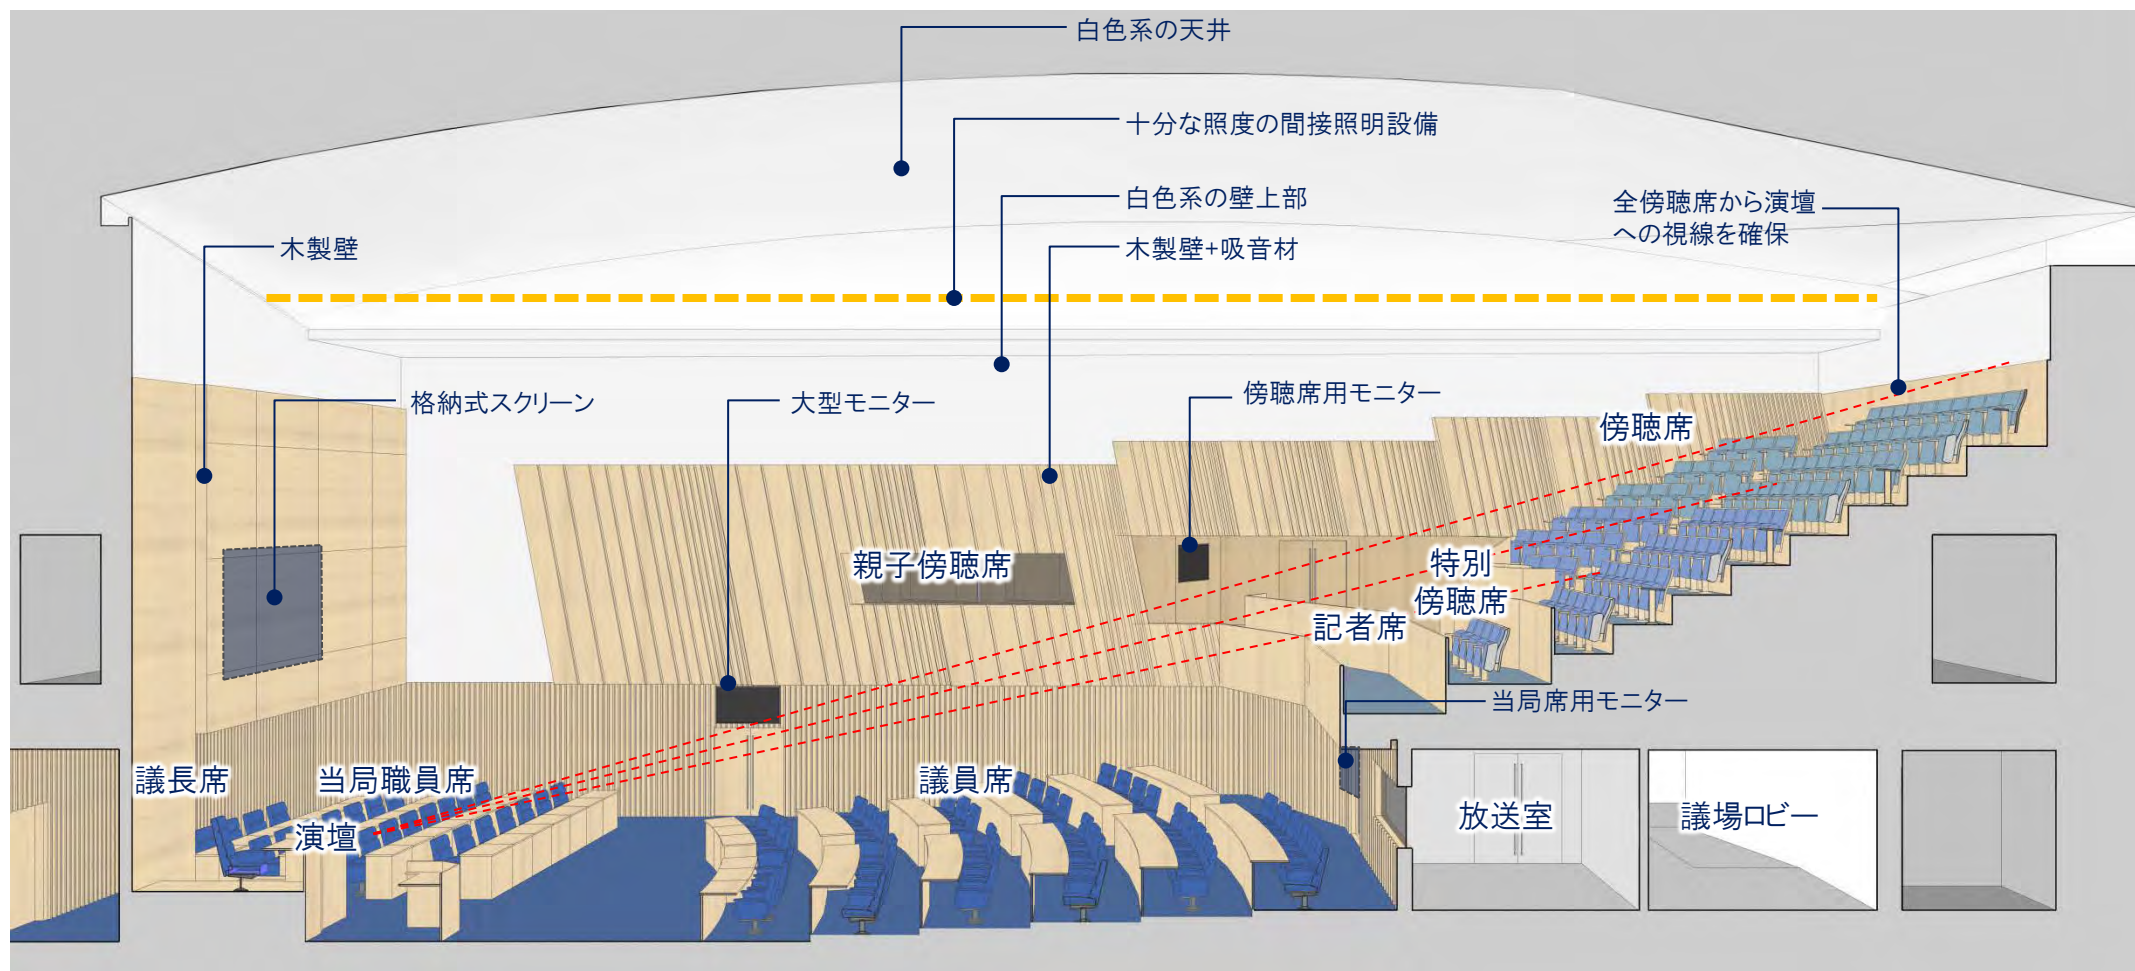 白色系の天井
十分な照度の間接照明設備
白色系の壁上部
全傍聴席から演壇
への視線を確保
木製壁
木製壁+吸音材
格納式スクリーン
大型モニター
傍聴席用モニター
傍聴席
親子傍聴席
特別
傍聴席
記者席
当局席用モニター
議長席
当局職員席
議員席
演壇
放送室
議場ロビー